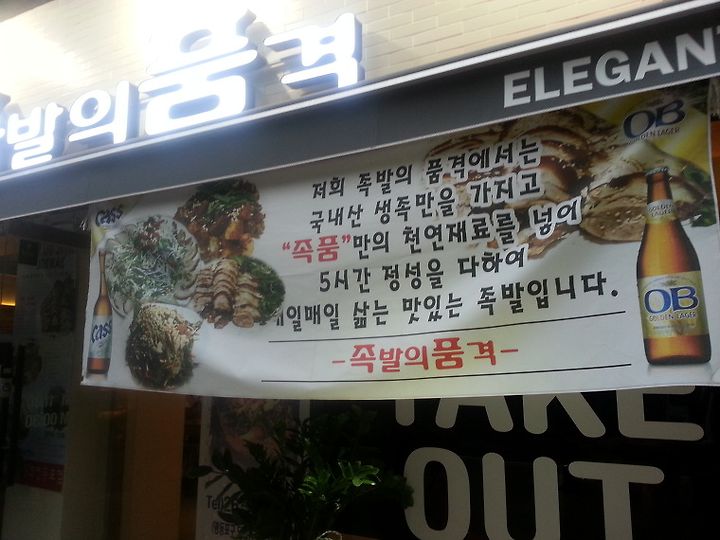 발의품격
ELEGAN
OB
GOLDEN LAGER
Cass
저희 족발의 품격에서는
국내산 생족만을 가지고
“족품”만의 천연재료를 넣어
5시간 정성을 다하여
매일매일 삶는 맛있는 족발입니다.
-족발의품격-
Cass
GOLDEN LAGER
OB
GOLDEN LAGER
TAKE
OUT